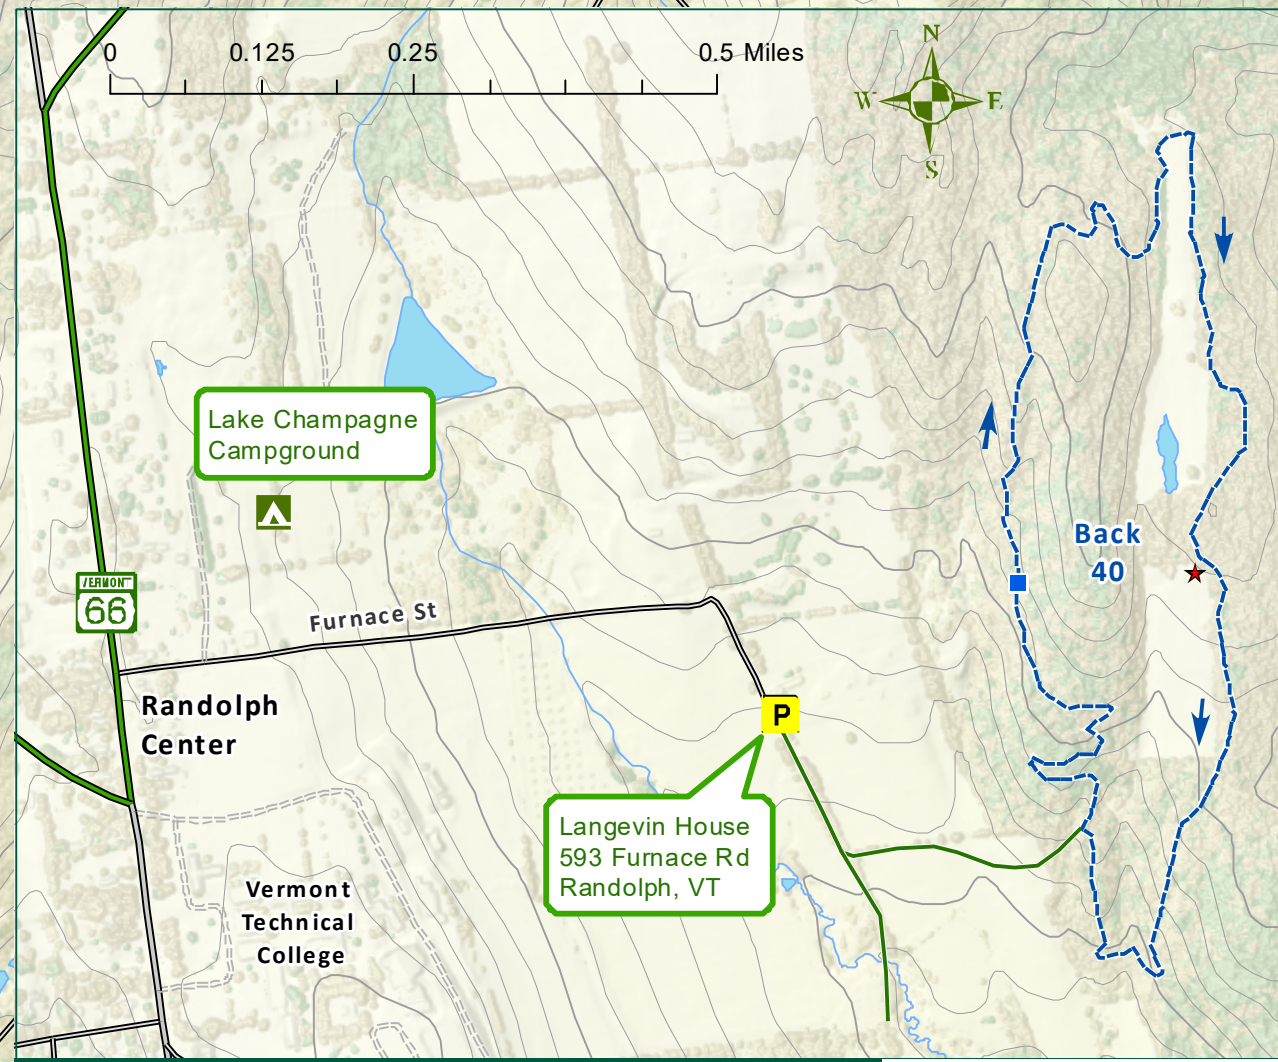 0 0.125 0.25 0.5 Miles
N
W E
S
Lake Champagne
Campground
Back
40
VERMONT
66
Furnace St
Randolph
Center
P
Langevin House
593 Furnace Rd
Randolph, VT
Vermont
Technical
College